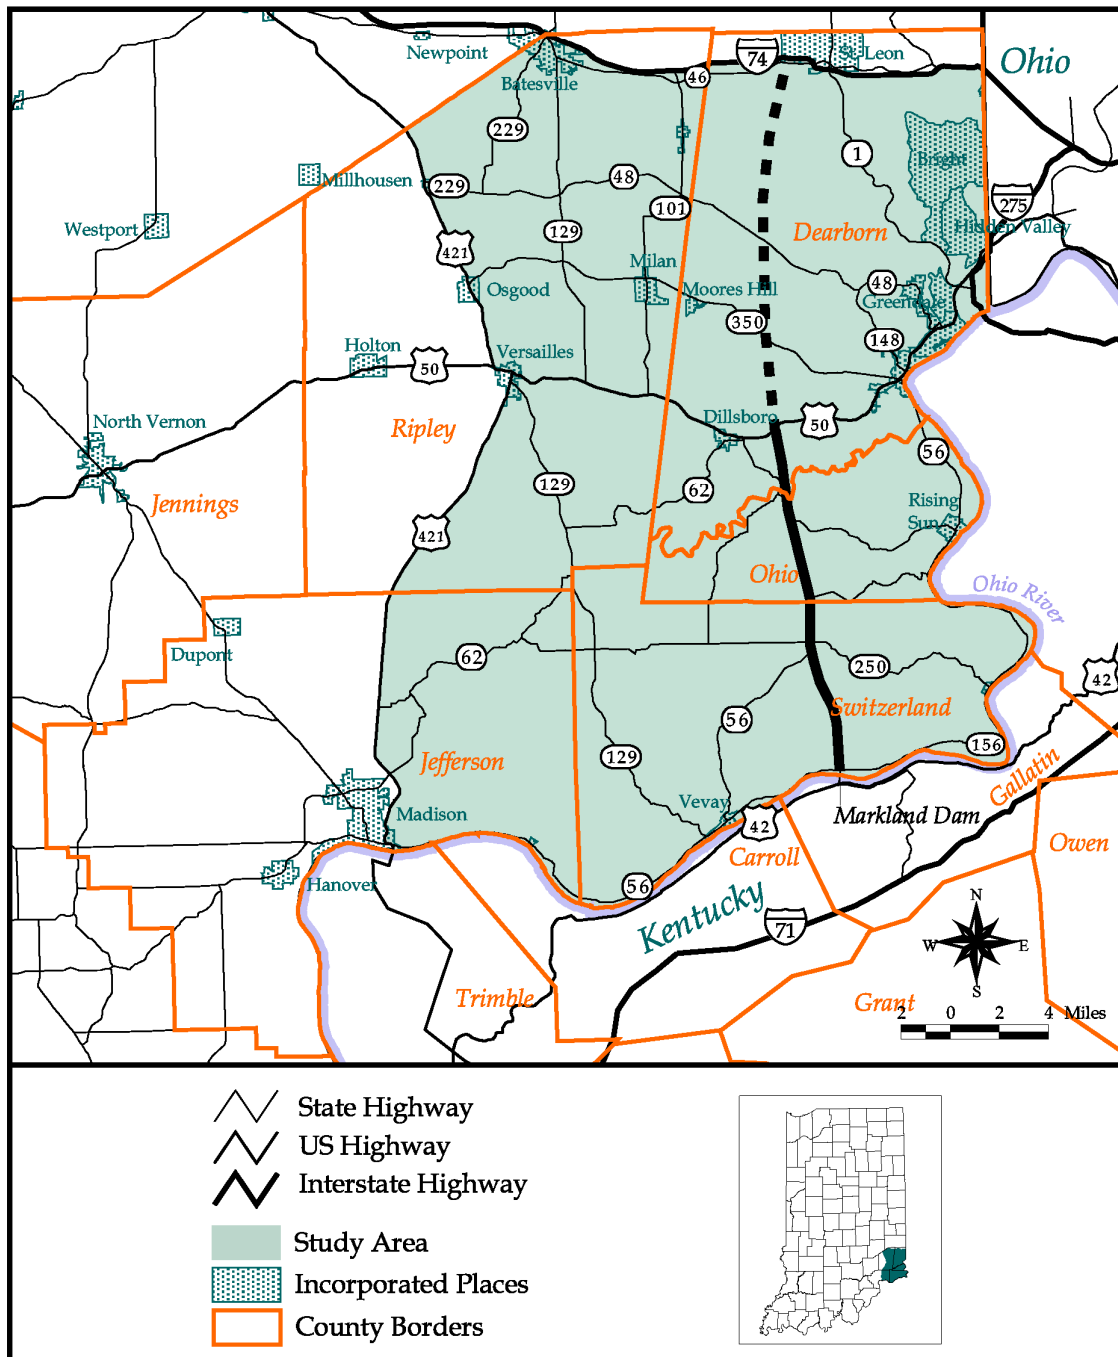 Newpoint
Batesville
74
St. Leon
Ohio
46
229
1
Bright
Millhousen
229
48
101
275
Westport
129
Dearborn
Hidden Valley
421
Milan
Osgood
Moores Hill
48
Greendale
350
148
Holton
50
Versailles
North Vernon
Ripley
Dillsboro
50
56
Jennings
129
62
Rising
Sun
421
Ohio
Ohio River
Dupont
62
250
42
Switzerland
56
156
Jefferson
129
Gallatin
Madison
Vevay
42
Markland Dam
Carroll
Owen
Hanover
56
Kentucky
71
N
W
E
S
Trimble
Grant
2 0 2 4 Miles
State Highway
US Highway
Interstate Highway
Study Area
Incorporated Places
County Borders